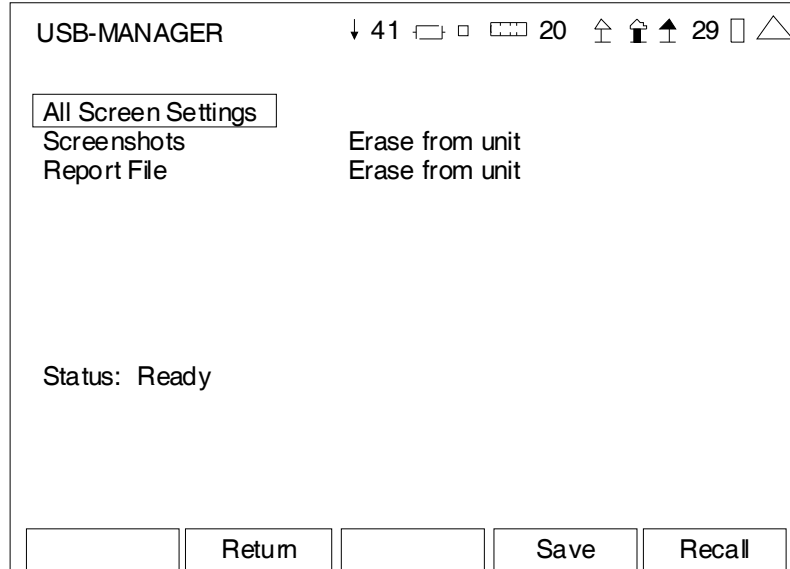 USB-MANAGER ↓ 41 20 29
All Screen Settings
Screenshots Erase from unit
Report File Erase from unit
Status: Ready
Return Save Recall